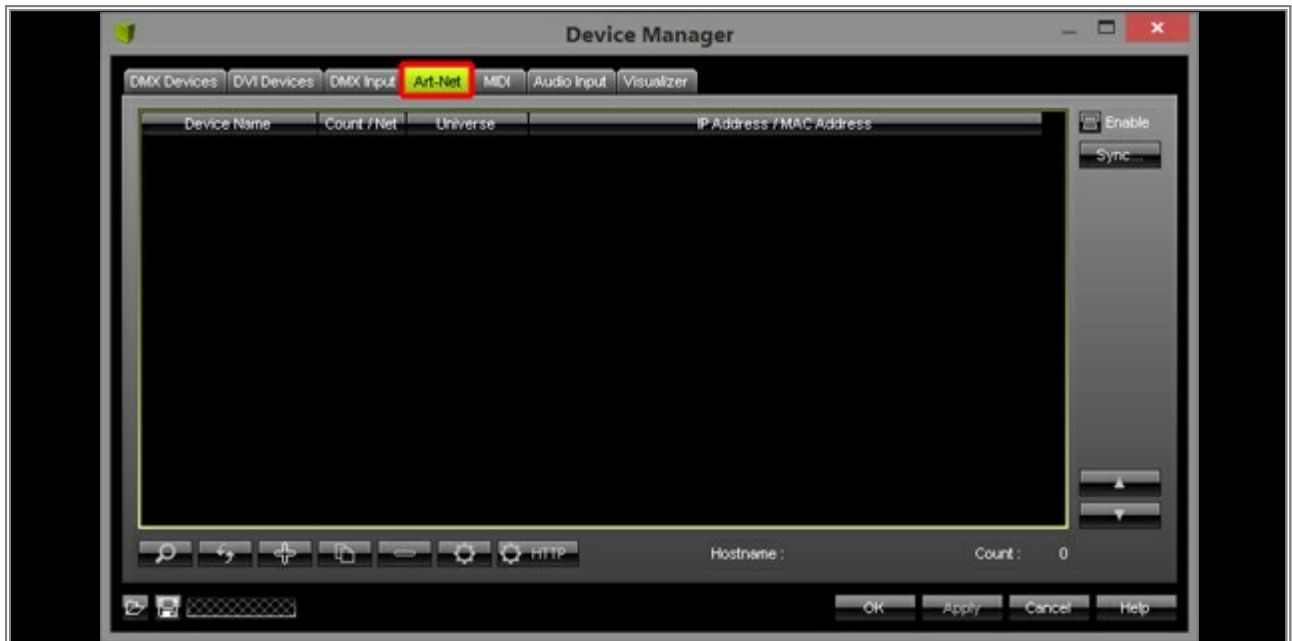 Device Manager
DMX Devices DVI Devices DMX Input Art-Net MIDI Audio Input Visualizer
Device Name Count / Net Universe IP Address / MAC Address Enable
Sync...
HTTP Hostname : Count : 0
OK Apply Cancel Help